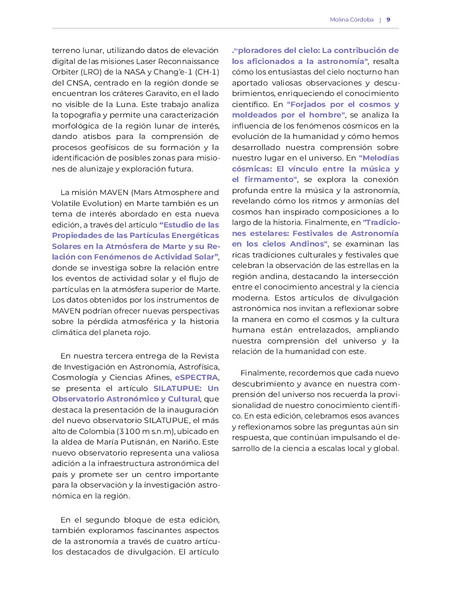 Molina Córdoba | 9
terreno lunar, utilizando datos de elevación
digital de las misiones Laser Reconnaissance
Orbiter (LRO) de la NASA y Chang'e-1 (CH-1)
del CNSA, centrado en la región donde se
encuentran los cráteres Garavito, en el lado
no visible de la Luna. Este trabajo analiza
la topografía y permite una caracterización
morfológica de la región lunar de interés,
dando atisbos para la comprensión de
procesos geofísicos de su formación y la
identificación de posibles zonas para misio-
nes de alunizaje y exploración futura.
La misión MAVEN (Mars Atmosphere and
Volatile Evolution) en Marte también es un
tema de interés abordado en esta nueva
edición, a través del artículo “Estudio de las
Propiedades de las Partículas Energéticas
Solares en la Atmósfera de Marte y su Re-
lación con Fenómenos de Actividad Solar”,
donde se investiga sobre la relación entre
los eventos de actividad solar y el flujo de
partículas en la atmósfera superior de Marte.
Los datos obtenidos por los instrumentos de
MAVEN podrían ofrecer nuevas perspectivas
sobre la pérdida atmosférica y la historia
climática del planeta rojo.
En nuestra tercera entrega de la Revista
de Investigación en Astronomía, Astrofísica,
Cosmología y Ciencias Afines, eSPECTRA,
se presenta el artículo SILATUPUE: Un
Observatorio Astronómico y Cultural, que
destaca la presentación de la inauguración
del nuevo observatorio SILATUPUE, el más
alto de Colombia (3100 m s.n.m), ubicado en
la aldea de María Putisnán, en Nariño. Este
nuevo observatorio representa una valiosa
adición a la infraestructura astronómica del
país y promete ser un centro importante
para la observación y la investigación astro-
nómica en la región.
En el segundo bloque de esta edición,
también exploramos fascinantes aspectos
de la astronomía a través de cuatro artícu-
los destacados de divulgación. El artículo
ploradores del cielo: La contribución de
los aficionados a la astronomía", resalta
cómo los entusiastas del cielo nocturno han
aportado valiosas observaciones y descu-
brimientos, enriqueciendo el conocimiento
científico. En "Forjados por el cosmos y
moldeados por el hombre", se analiza la
influencia de los fenómenos cósmicos en la
evolución de la humanidad y cómo hemos
desarrollado nuestra comprensión sobre
nuestro lugar en el universo. En "Melodías
cósmicas: El vínculo entre la música y
el firmamento", se explora la conexión
profunda entre la música y la astronomía,
revelando cómo los ritmos y armonías del
cosmos han inspirado composiciones a lo
largo de la historia. Finalmente, en "Tradicio-
nes estelares: Festivales de Astronomía
en los cielos Andinos", se examinan las
ricas tradiciones culturales y festivales que
celebran la observación de las estrellas en la
región andina, destacando la intersección
entre el conocimiento ancestral y la ciencia
moderna. Estos artículos de divulgación
astronómica nos invitan a reflexionar sobre
la manera en como el cosmos y la cultura
humana están entrelazados, ampliando
nuestra comprensión del universo y la
relación de la humanidad con este.
Finalmente, recordemos que cada nuevo
descubrimiento y avance en nuestra com-
prensión del universo nos recuerda la provi-
sionalidad de nuestro conocimiento científi-
co. En esta edición, celebramos esos avances
y reflexionamos sobre las preguntas aún sin
respuesta, que continúan impulsando el de-
sarrollo de la ciencia a escalas local y global.